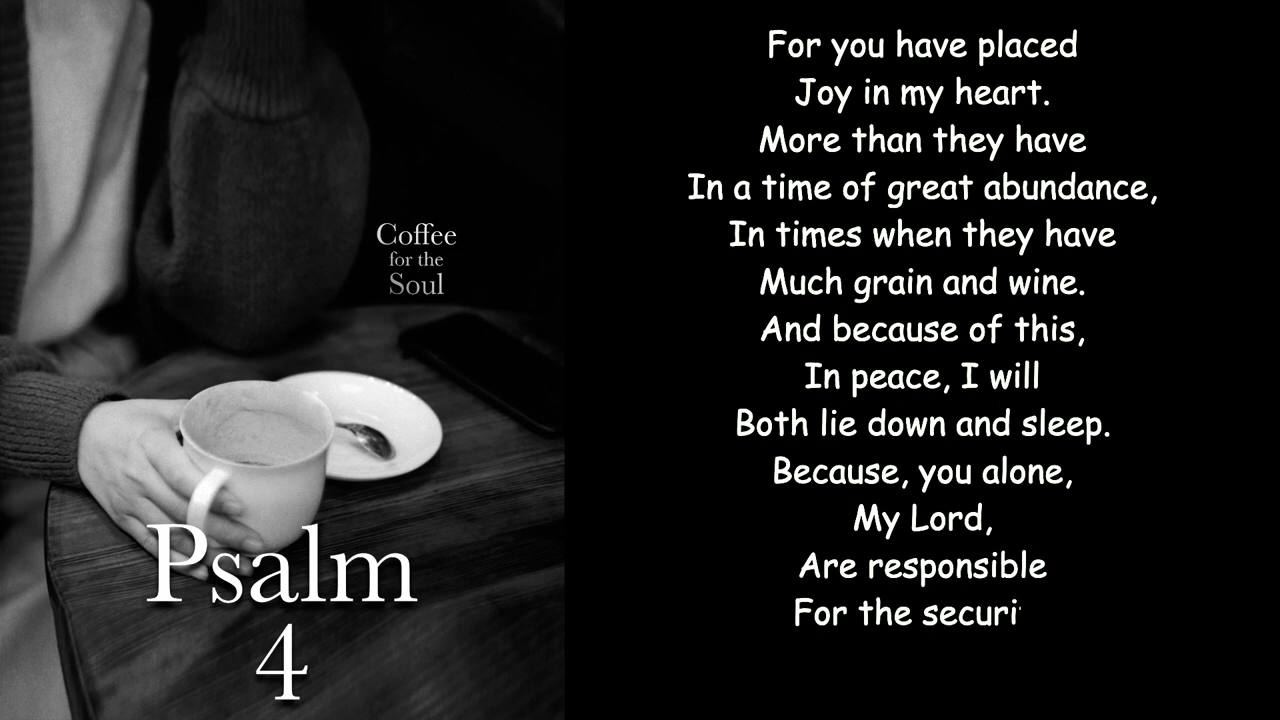 Coffee
for the
Soul
Psalm
4
For you have placed
Joy in my heart.
More than they have
In a time of great abundance,
In times when they have
Much grain and wine.
And because of this,
In peace, I will
Both lie down and sleep.
Because, you alone,
My Lord,
Are responsible
For the securi